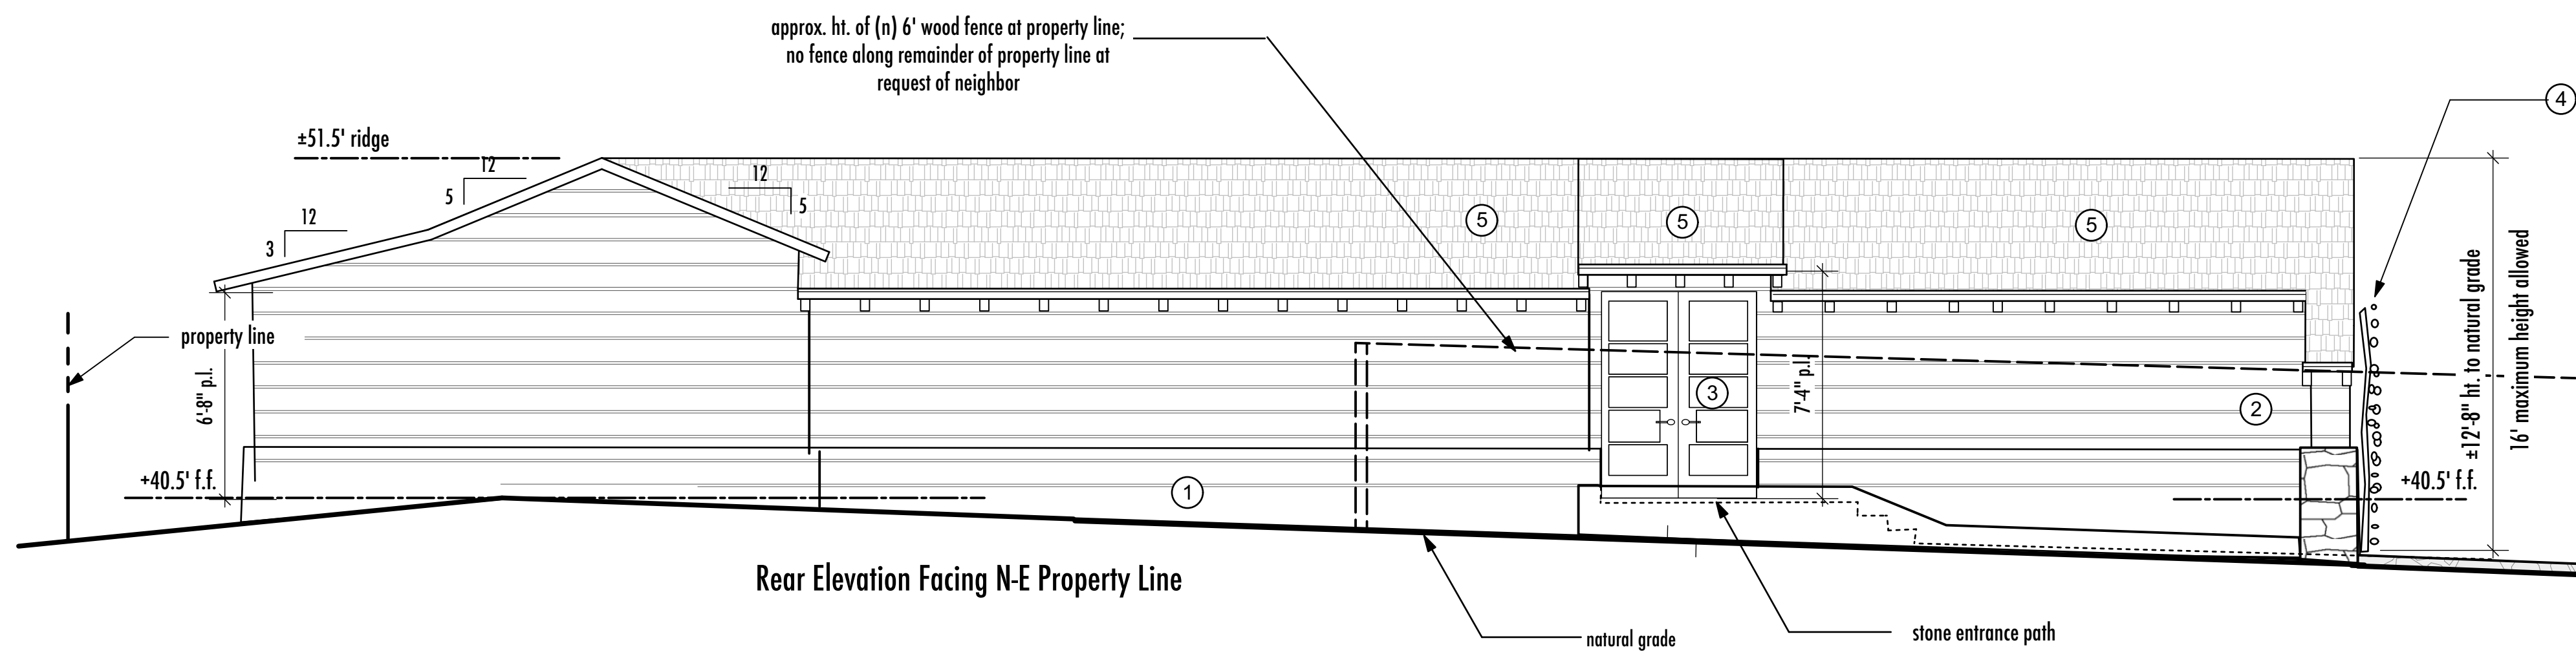 approx. ht. of (n) 6' wood fence at property line;
no fence along remainder of property line at
request of neighbor
4
±51.5' ridge
12
5
12
5
12
3
5
5
5
property line
6'-8" p.l.
7'-4" p.l.
3
2
±12'-8" ht. to natural grade
16' maximum height allowed
+40.5' f.f.
+40.5' f.f.
1
Rear Elevation Facing N-E Property Line
natural grade
stone entrance path